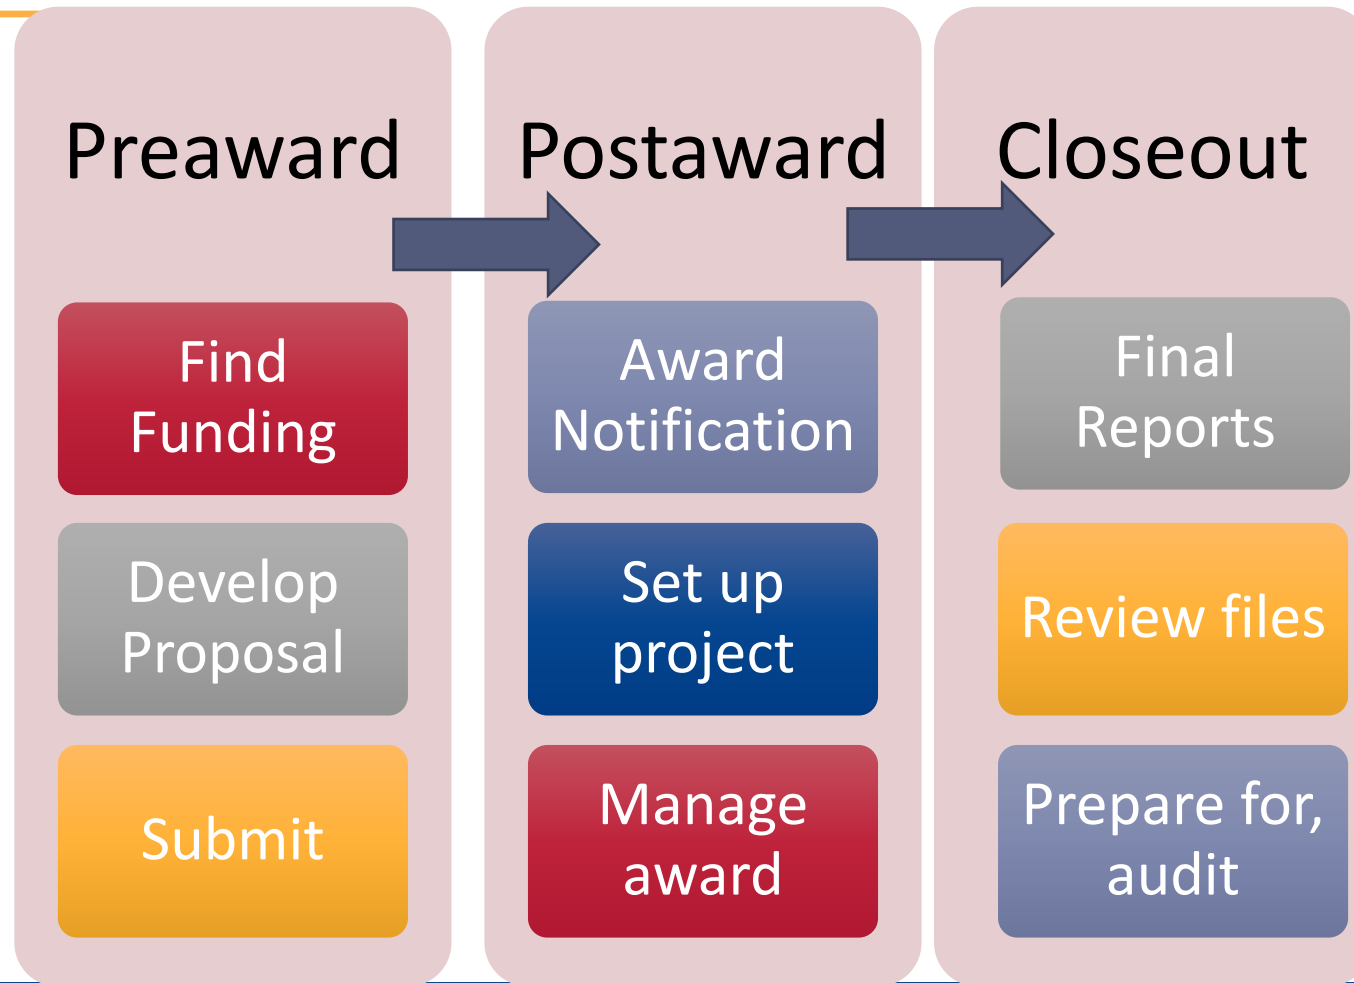 Preaward
Find
Funding
Develop
Proposal
Submit
Postaward
Award
Notification
Set up
project
Manage
award
Closeout
Final
Reports
Review files
Prepare for,
audit